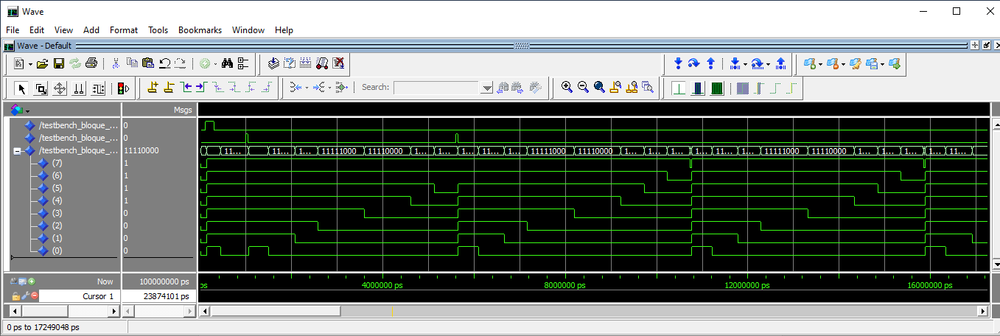 Wave
File Edit View Add Format Tools Bookmarks Window Help
Wave - Default
Search:
Msgs
/testbench_bloque_... 0
/testbench_bloque_... 0
/testbench_bloque_... 11110000 11... 11... 1... 11111000 11110000 1... 1... 1... 11... 1... 11111000 11110000 1... 1... 1... 1... 11... 1... 11111000 11110000 1... 1... 1... 1... 11...
(7) 1
(6) 1
(5) 1
(4) 1
(3) 0
(2) 0
(1) 0
(0) 0
Now 100000000 ps ps 4000000 ps 8000000 ps 12000000 ps 16000000 ps
Cursor 1 23874101 ps
0 ps to 17249048 ps